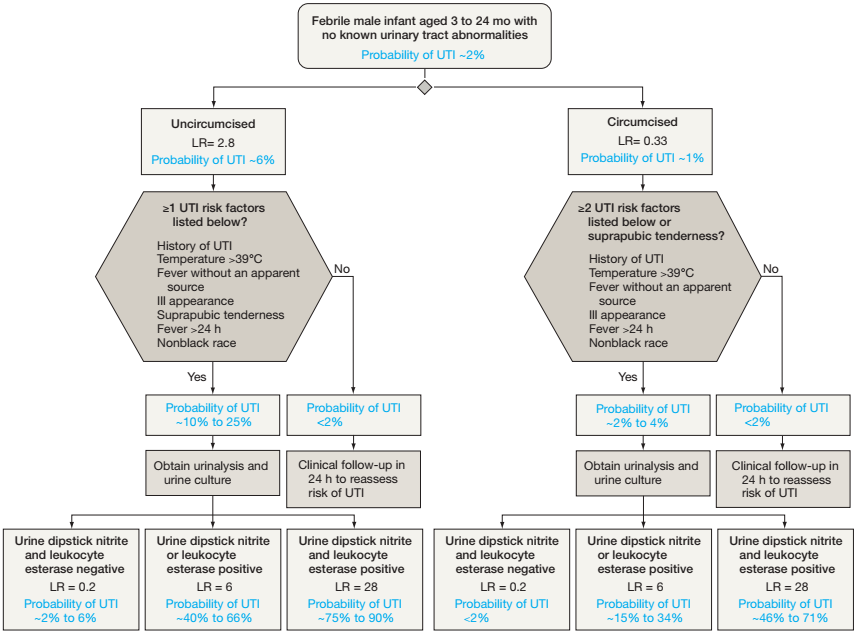 Febrile male infant aged 3 to 24 mo with
no known urinary tract abnormalities
Probability of UTI ~2%
Uncircumcised
LR= 2.8
Probability of UTI ~6%
Circumcised
LR= 0.33
Probability of UTI ~1%
≥1 UTI risk factors
listed below?
History of UTI
Temperature >39°C
Fever without an apparent
source
Ill appearance
Suprapubic tenderness
Fever >24 h
Nonblack race
No
Yes
≥2 UTI risk factors
listed below or
suprapubic tenderness?
History of UTI
Temperature >39°C
Fever without an apparent
source
Ill appearance
Fever >24 h
Nonblack race
No
Yes
Probability of UTI
~10% to 25%
Probability of UTI
<2%
Probability of UTI
~2% to 4%
Probability of UTI
<2%
Obtain urinalysis and
urine culture
Clinical follow-up in
24 h to reassess
risk of UTI
Obtain urinalysis and
urine culture
Clinical follow-up in
24 h to reassess
risk of UTI
Urine dipstick nitrite
and leukocyte
esterase negative
LR = 0.2
Probability of UTI
~2% to 6%
Urine dipstick nitrite
or leukocyte
esterase positive
LR = 6
Probability of UTI
~40% to 66%
Urine dipstick nitrite
and leukocyte
esterase positive
LR = 28
Probability of UTI
~75% to 90%
Urine dipstick nitrite
and leukocyte
esterase negative
LR = 0.2
Probability of UTI
<2%
Urine dipstick nitrite
or leukocyte
esterase positive
LR = 6
Probability of UTI
~15% to 34%
Urine dipstick nitrite
and leukocyte
esterase positive
LR = 28
Probability of UTI
~46% to 71%